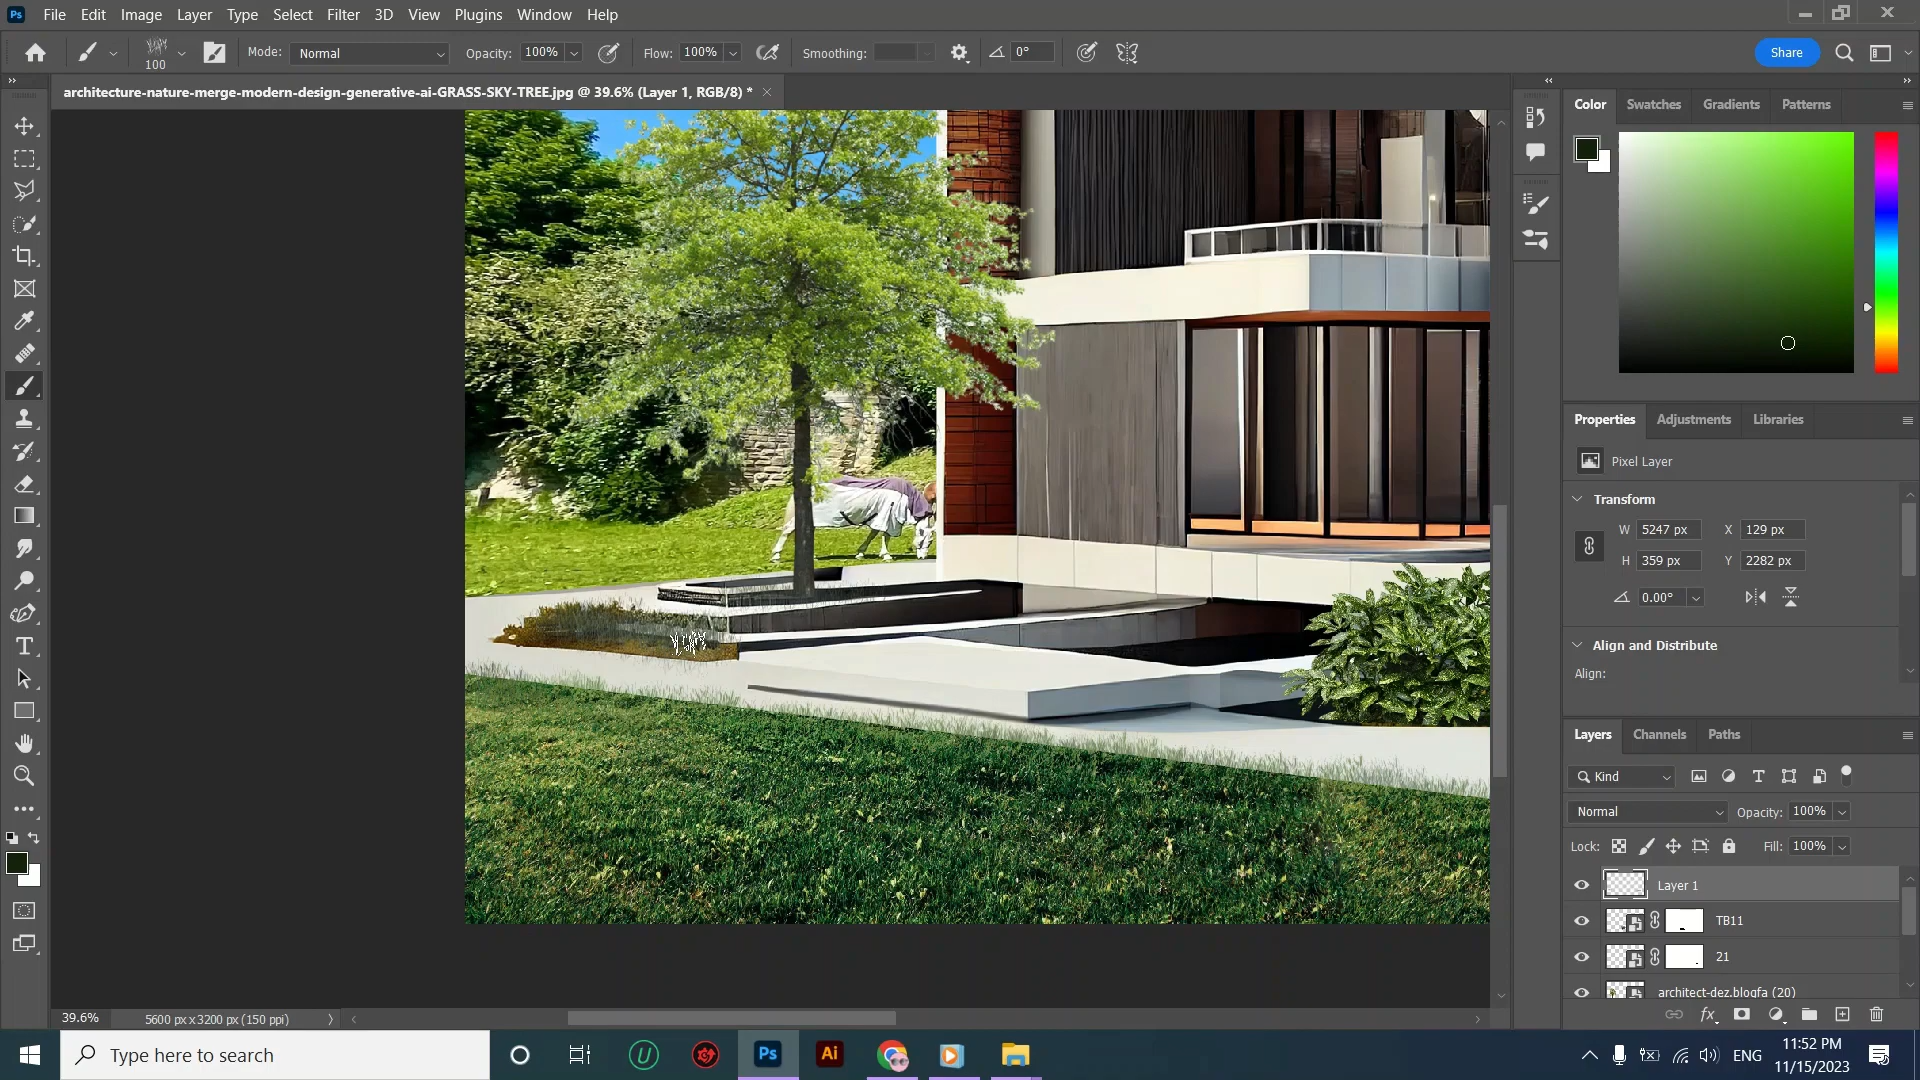 Ps File Edit Image Layer Type Select Filter 3D View Plugins Window Help
100 Mode: Normal Opacity: 100% Flow: 100% Smoothing: 0° Share
architecture-nature-merge-modern-design-generative-ai-GRASS-SKY-TREE.jpg @ 39.6% (Layer 1, RGB/8) *
Color Swatches Gradients Patterns
Properties Adjustments Libraries
Pixel Layer
Transform
W 5247 px X 129 px
H 359 px Y 2282 px
0.00°
Align and Distribute
Align:
Layers Channels Paths
Kind
Normal Opacity: 100%
Lock: Fill: 100%
Layer 1
TB11
21
architect-dez.blogfa (20)
fx
39.6% 5600 px x 3200 px (150 ppi)
Type here to search
Ps Ai
ENG 11:52 PM
11/15/2023